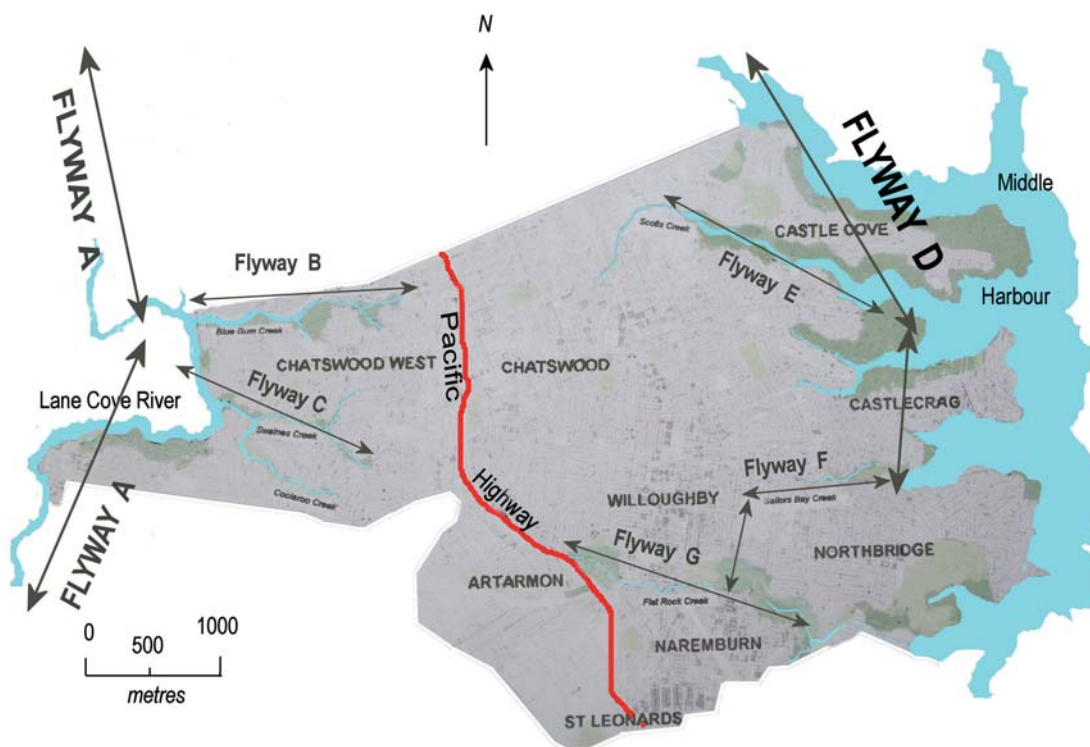 N
FLYWAY A
FLYWAY D
Middle
CASTLE COVE
Scotts Creek
Flyway B
Flyway E
Harbour
Blue Gum Creek
Pacific
CHATSWOOD WEST
CHATSWOOD
Flyway C
Lane Cove River
CASTLECRAG
Swaines Creek
Flyway F
Coolaroo Creek
Highway
WILLOUGHBY
Sailors Bay Creek
FLYWAY A
Flyway G
NORTHBRIDGE
ARTARMON
Flat Rock Creek
0 500 1000
NAREMBURN
metres
ST LEONARDS